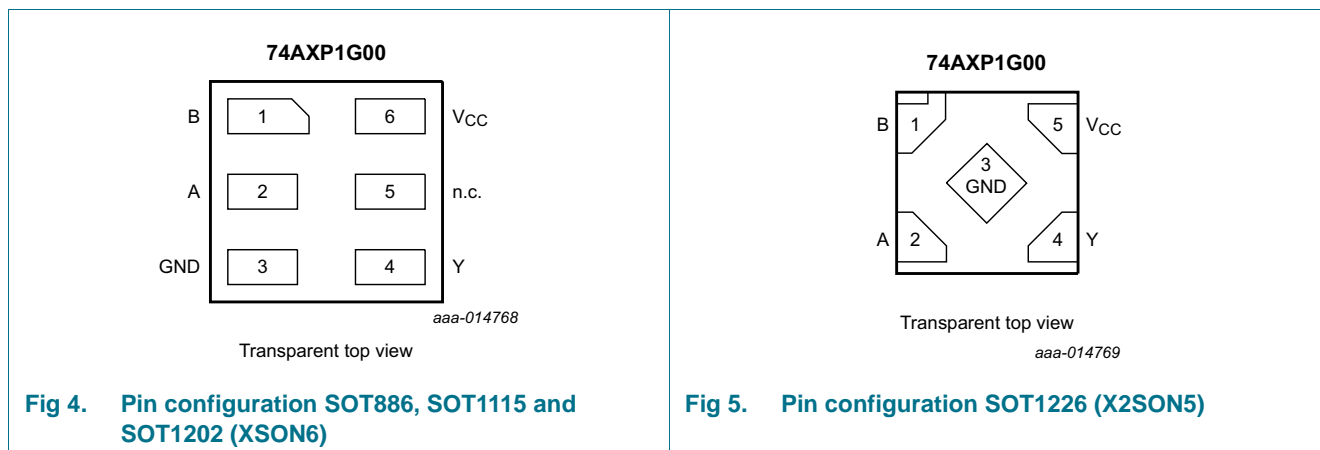 74AXP1G00
B 1 6 VCC
A 2 5 n.c.
GND 3 4 Y
aaa-014768
Transparent top view
Fig 4. Pin configuration SOT886, SOT1115 and
SOT1202 (XSON6)
74AXP1G00
B 1 5 VCC
3
GND
A 2 4 Y
Transparent top view
aaa-014769
Fig 5. Pin configuration SOT1226 (X2SON5)